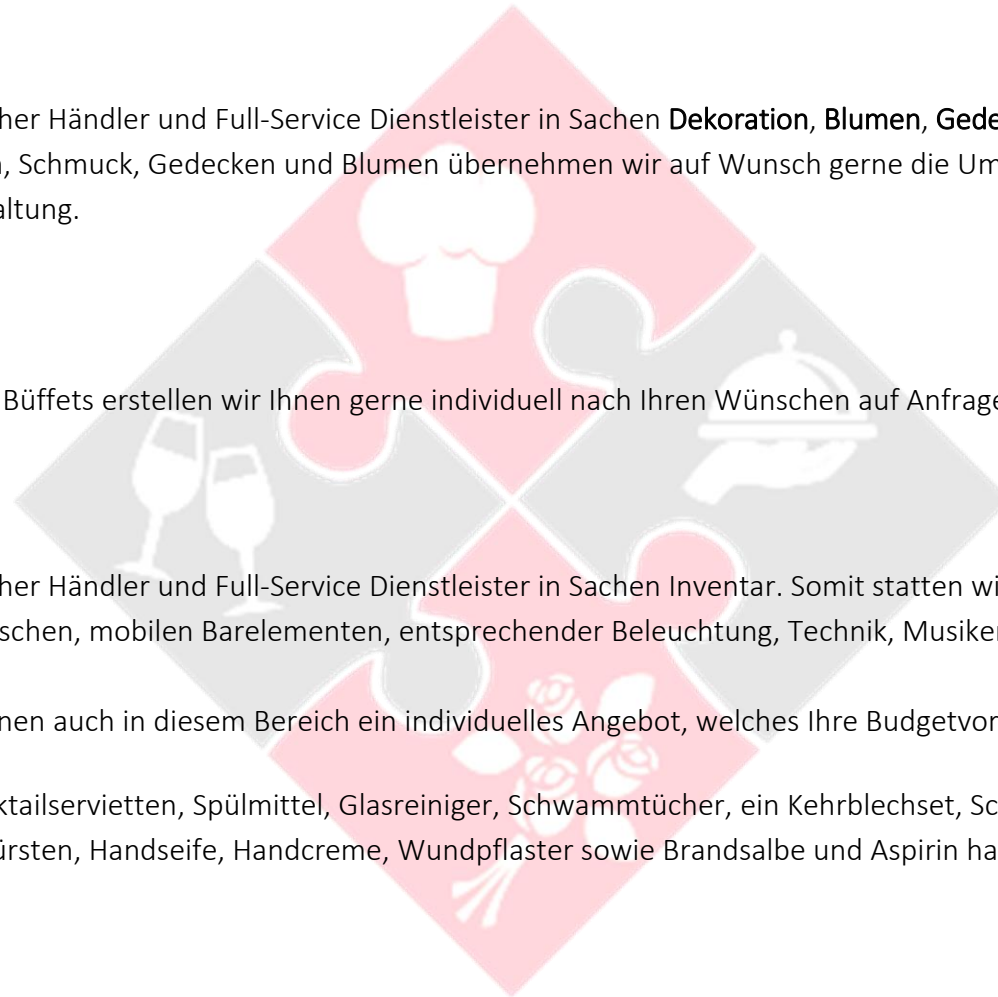 her Händler und Full-Service Dienstleister in Sachen Dekoration, Blumen, Gede
, Schmuck, Gedecken und Blumen übernehmen wir auf Wunsch gerne die Um
altung.
Büffets erstellen wir Ihnen gerne individuell nach Ihren Wünschen auf Anfrage
her Händler und Full-Service Dienstleister in Sachen Inventar. Somit statten wi
schen, mobilen Barelementen, entsprechender Beleuchtung, Technik, Musiker
nen auch in diesem Bereich ein individuelles Angebot, welches Ihre Budgetvor
ktailservietten, Spülmittel, Glasreiniger, Schwammtücher, ein Kehrblechset, Sc
ürsten, Handseife, Handcreme, Wundpflaster sowie Brandsalbe und Aspirin ha